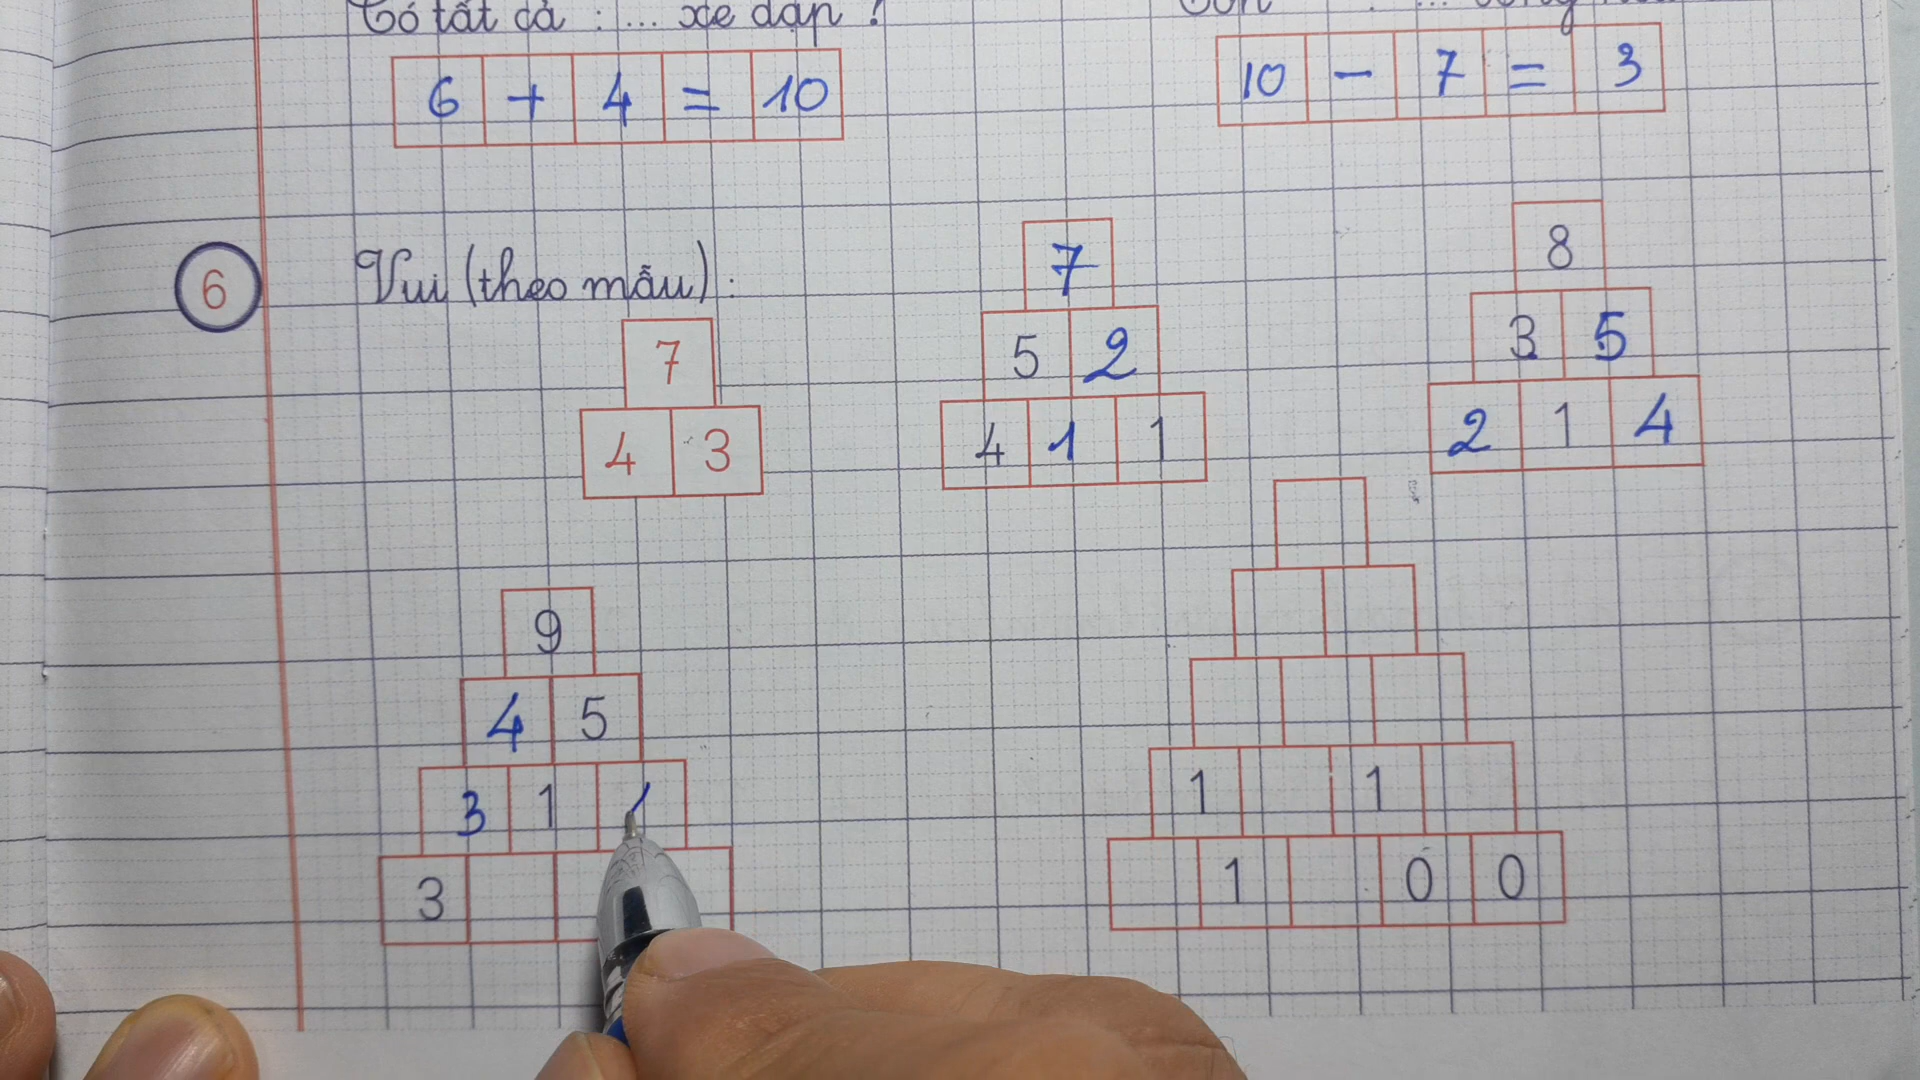 Có tất cả : ... xe đạp ?
6 + 4 = 10
10 - 7 = 3
6 Vui (theo mẫu) :
7
4 3
7
5 2
4 1 1
8
3 5
2 1 4
9
4 5
3 1
3
1 1
1 0 0